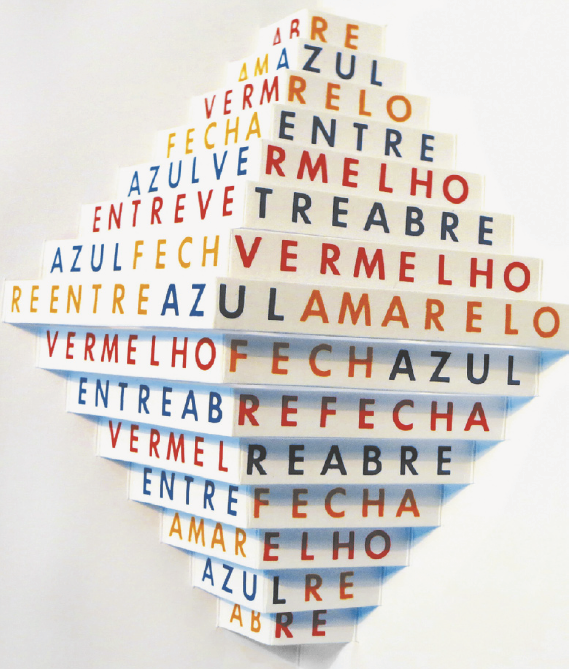 ABRE
AMAZUL
VERMRELO
FECHAENTRE
AZULVERMELHO
ENTREVETREABRE
AZULFECHVERMELHO
REENTREAZULAMARELO
VERMELHOFECHAZUL
ENTREABREFECHA
VERMELREABRE
ENTREFECHA
AMARELHO
AZULRE
ABRE